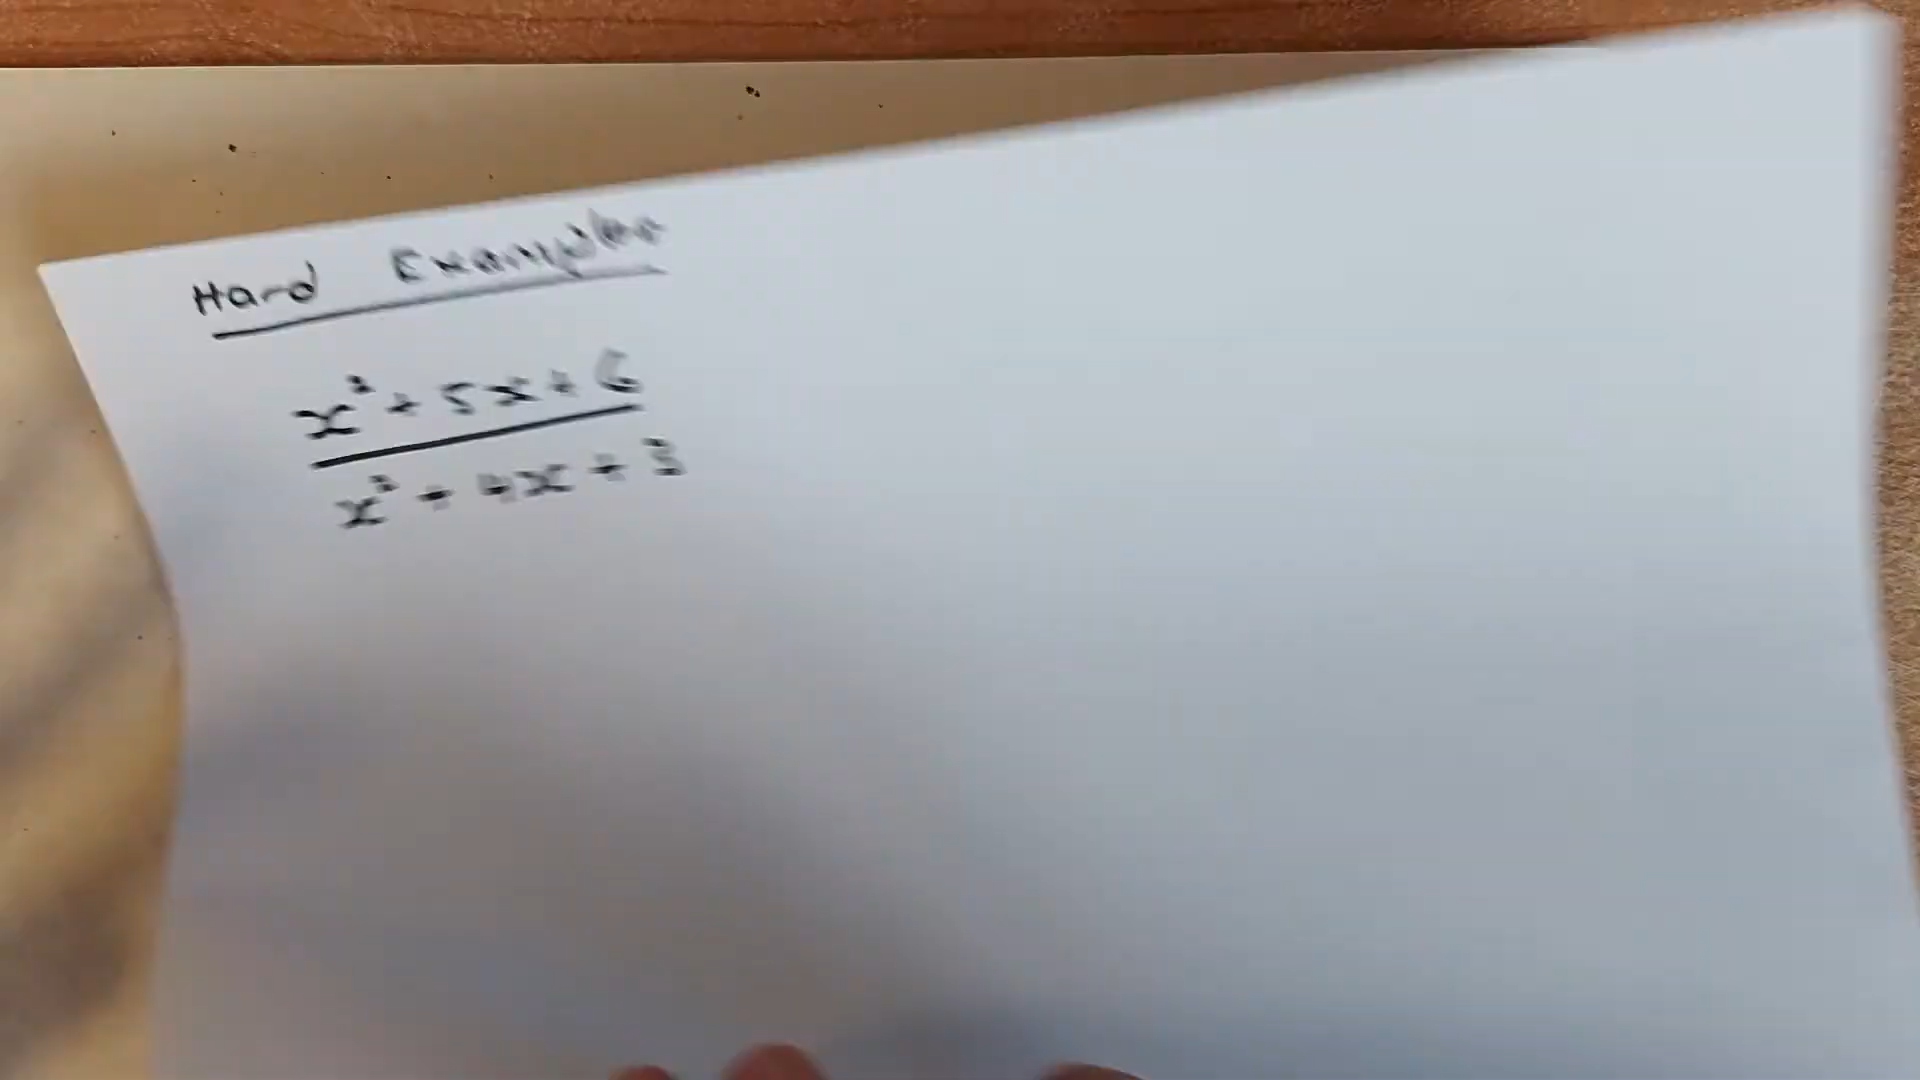 Hard Examples
x² + 5x + 6
x² + 4x + 3